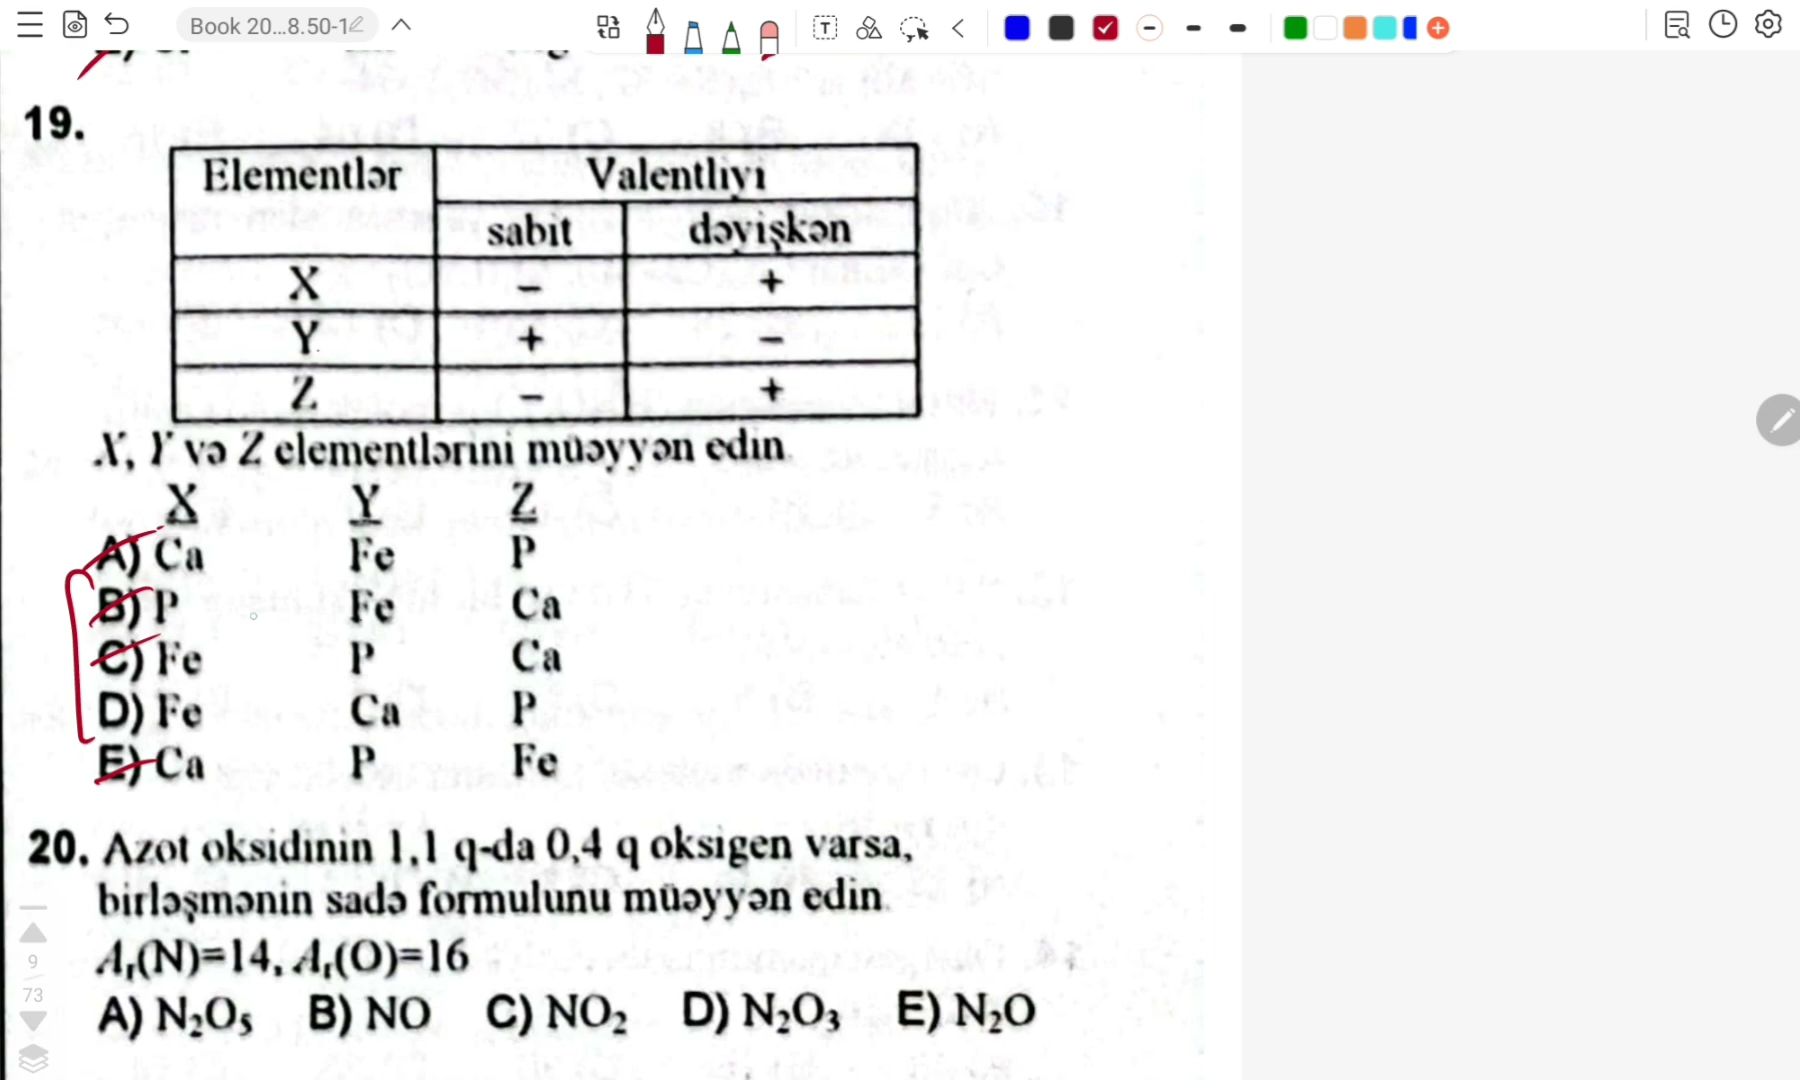 Book 20...8.50-1
19.
Elementlər Valentliyi
sabit dəyişkən
X – +
Y + –
Z – +
X, Y və Z elementlərini müəyyən edin.
X Y Z
A) Ca Fe P
B) P Fe Ca
C) Fe P Ca
D) Fe Ca P
E) Ca P Fe
20. Azot oksidinin 1,1 q-da 0,4 q oksigen varsa,
birləşmənin sadə formulunu müəyyən edin.
Aᵣ(N)=14, Aᵣ(O)=16
A) N₂O₅ B) NO C) NO₂ D) N₂O₃ E) N₂O
9
73